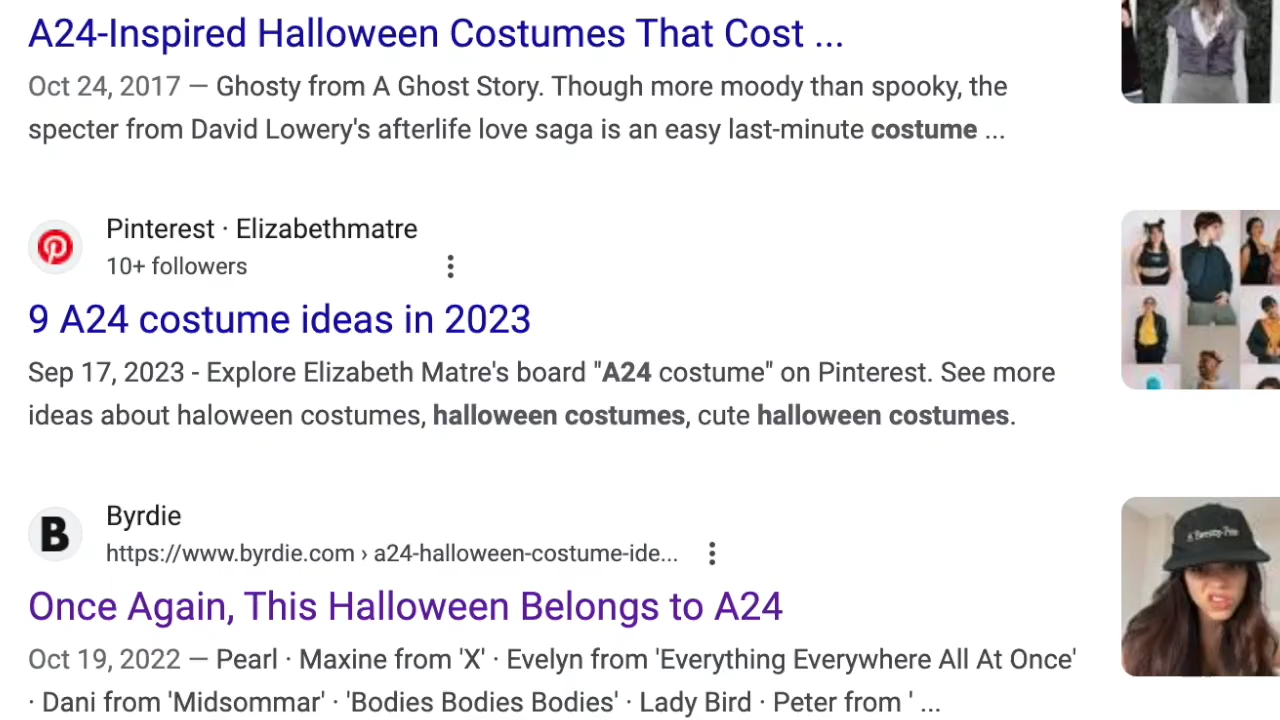 A24-Inspired Halloween Costumes That Cost ...
Oct 24, 2017 — Ghosty from A Ghost Story. Though more moody than spooky, the
specter from David Lowery's afterlife love saga is an easy last-minute costume ...
Pinterest · Elizabethmatre
10+ followers
9 A24 costume ideas in 2023
Sep 17, 2023 - Explore Elizabeth Matre's board "A24 costume" on Pinterest. See more
ideas about haloween costumes, halloween costumes, cute halloween costumes.
B
Byrdie
https://www.byrdie.com › a24-halloween-costume-ide...
Once Again, This Halloween Belongs to A24
Oct 19, 2022 — Pearl · Maxine from 'X' · Evelyn from 'Everything Everywhere All At Once'
· Dani from 'Midsommar' · 'Bodies Bodies Bodies' · Lady Bird · Peter from ' ...